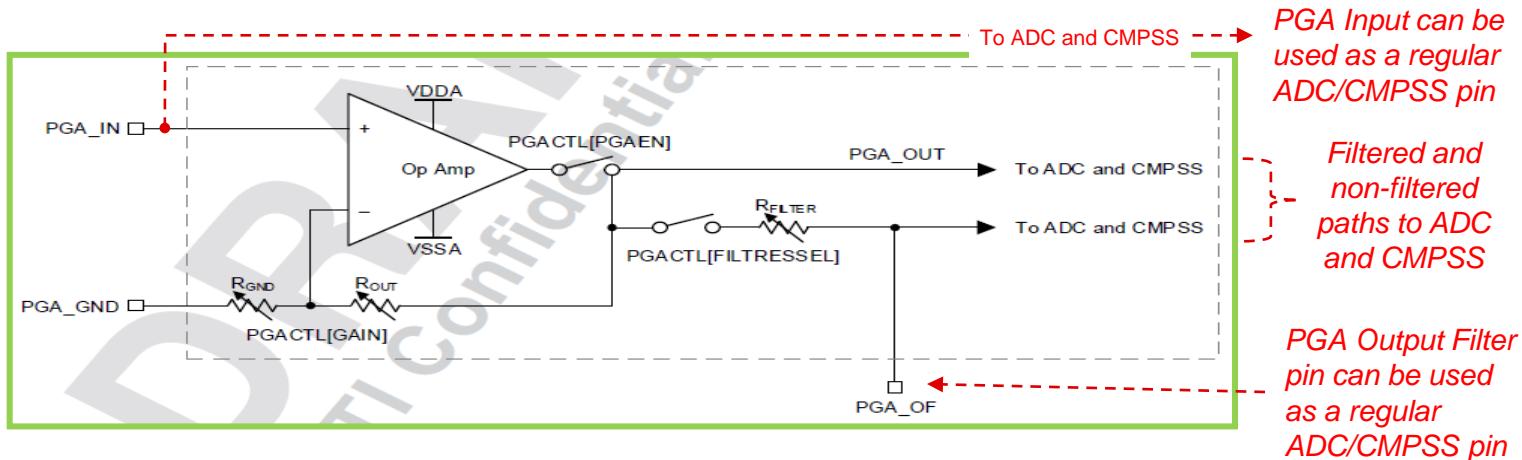 To ADC and CMPSS
PGA Input can be
used as a regular
ADC/CMPSS pin
VDDA
PGA_IN
+
PGACTL[PGAEN]
PGA_OUT
Op Amp
To ADC and CMPSS
Filtered and
non-filtered
paths to ADC
and CMPSS
−
RFILTER
To ADC and CMPSS
VSSA
PGACTL[FILTRESSEL]
RGND
ROUT
PGA_GND
PGACTL[GAIN]
PGA Output Filter
pin can be used
as a regular
ADC/CMPSS pin
PGA_OF
DRAF
TI Confidential